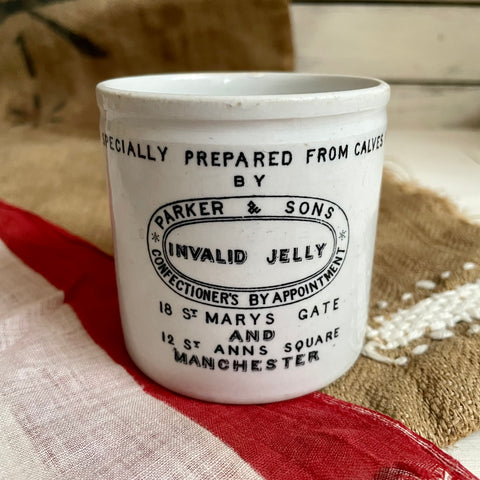 SPECIALLY PREPARED FROM CALVES
BY
PARKER & SONS
INVALID JELLY
CONFECTIONER'S BY APPOINTMENT
18 ST MARYS GATE
AND
12 ST ANNS SQUARE
MANCHESTER